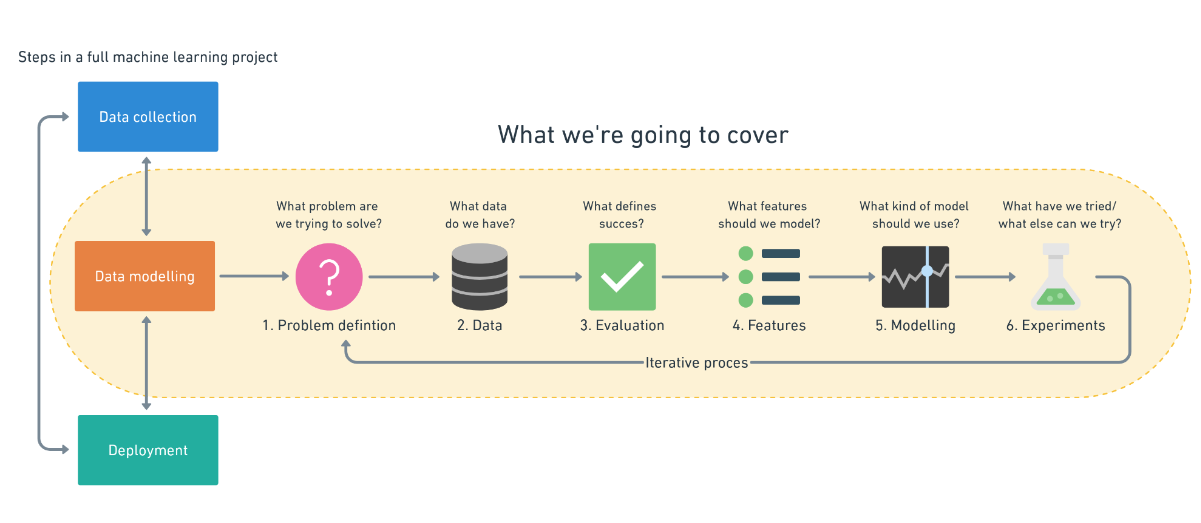 Steps in a full machine learning project
Data collection
What we're going to cover
What problem are
we trying to solve?
What data
do we have?
What defines
succes?
What features
should we model?
What kind of model
should we use?
What have we tried/
what else can we try?
Data modelling
?
1. Problem defintion
2. Data
3. Evaluation
4. Features
5. Modelling
6. Experiments
Iterative proces
Deployment